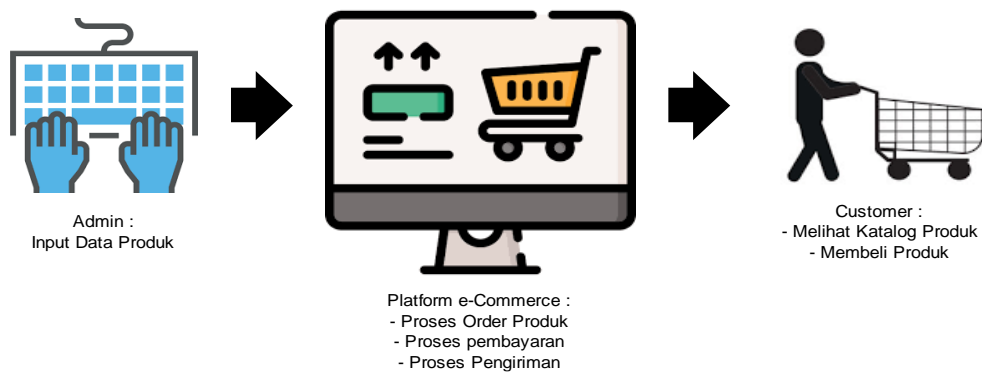 Admin :
Input Data Produk
Platform e-Commerce :
- Proses Order Produk
- Proses pembayaran
- Proses Pengiriman
Customer :
- Melihat Katalog Produk
- Membeli Produk